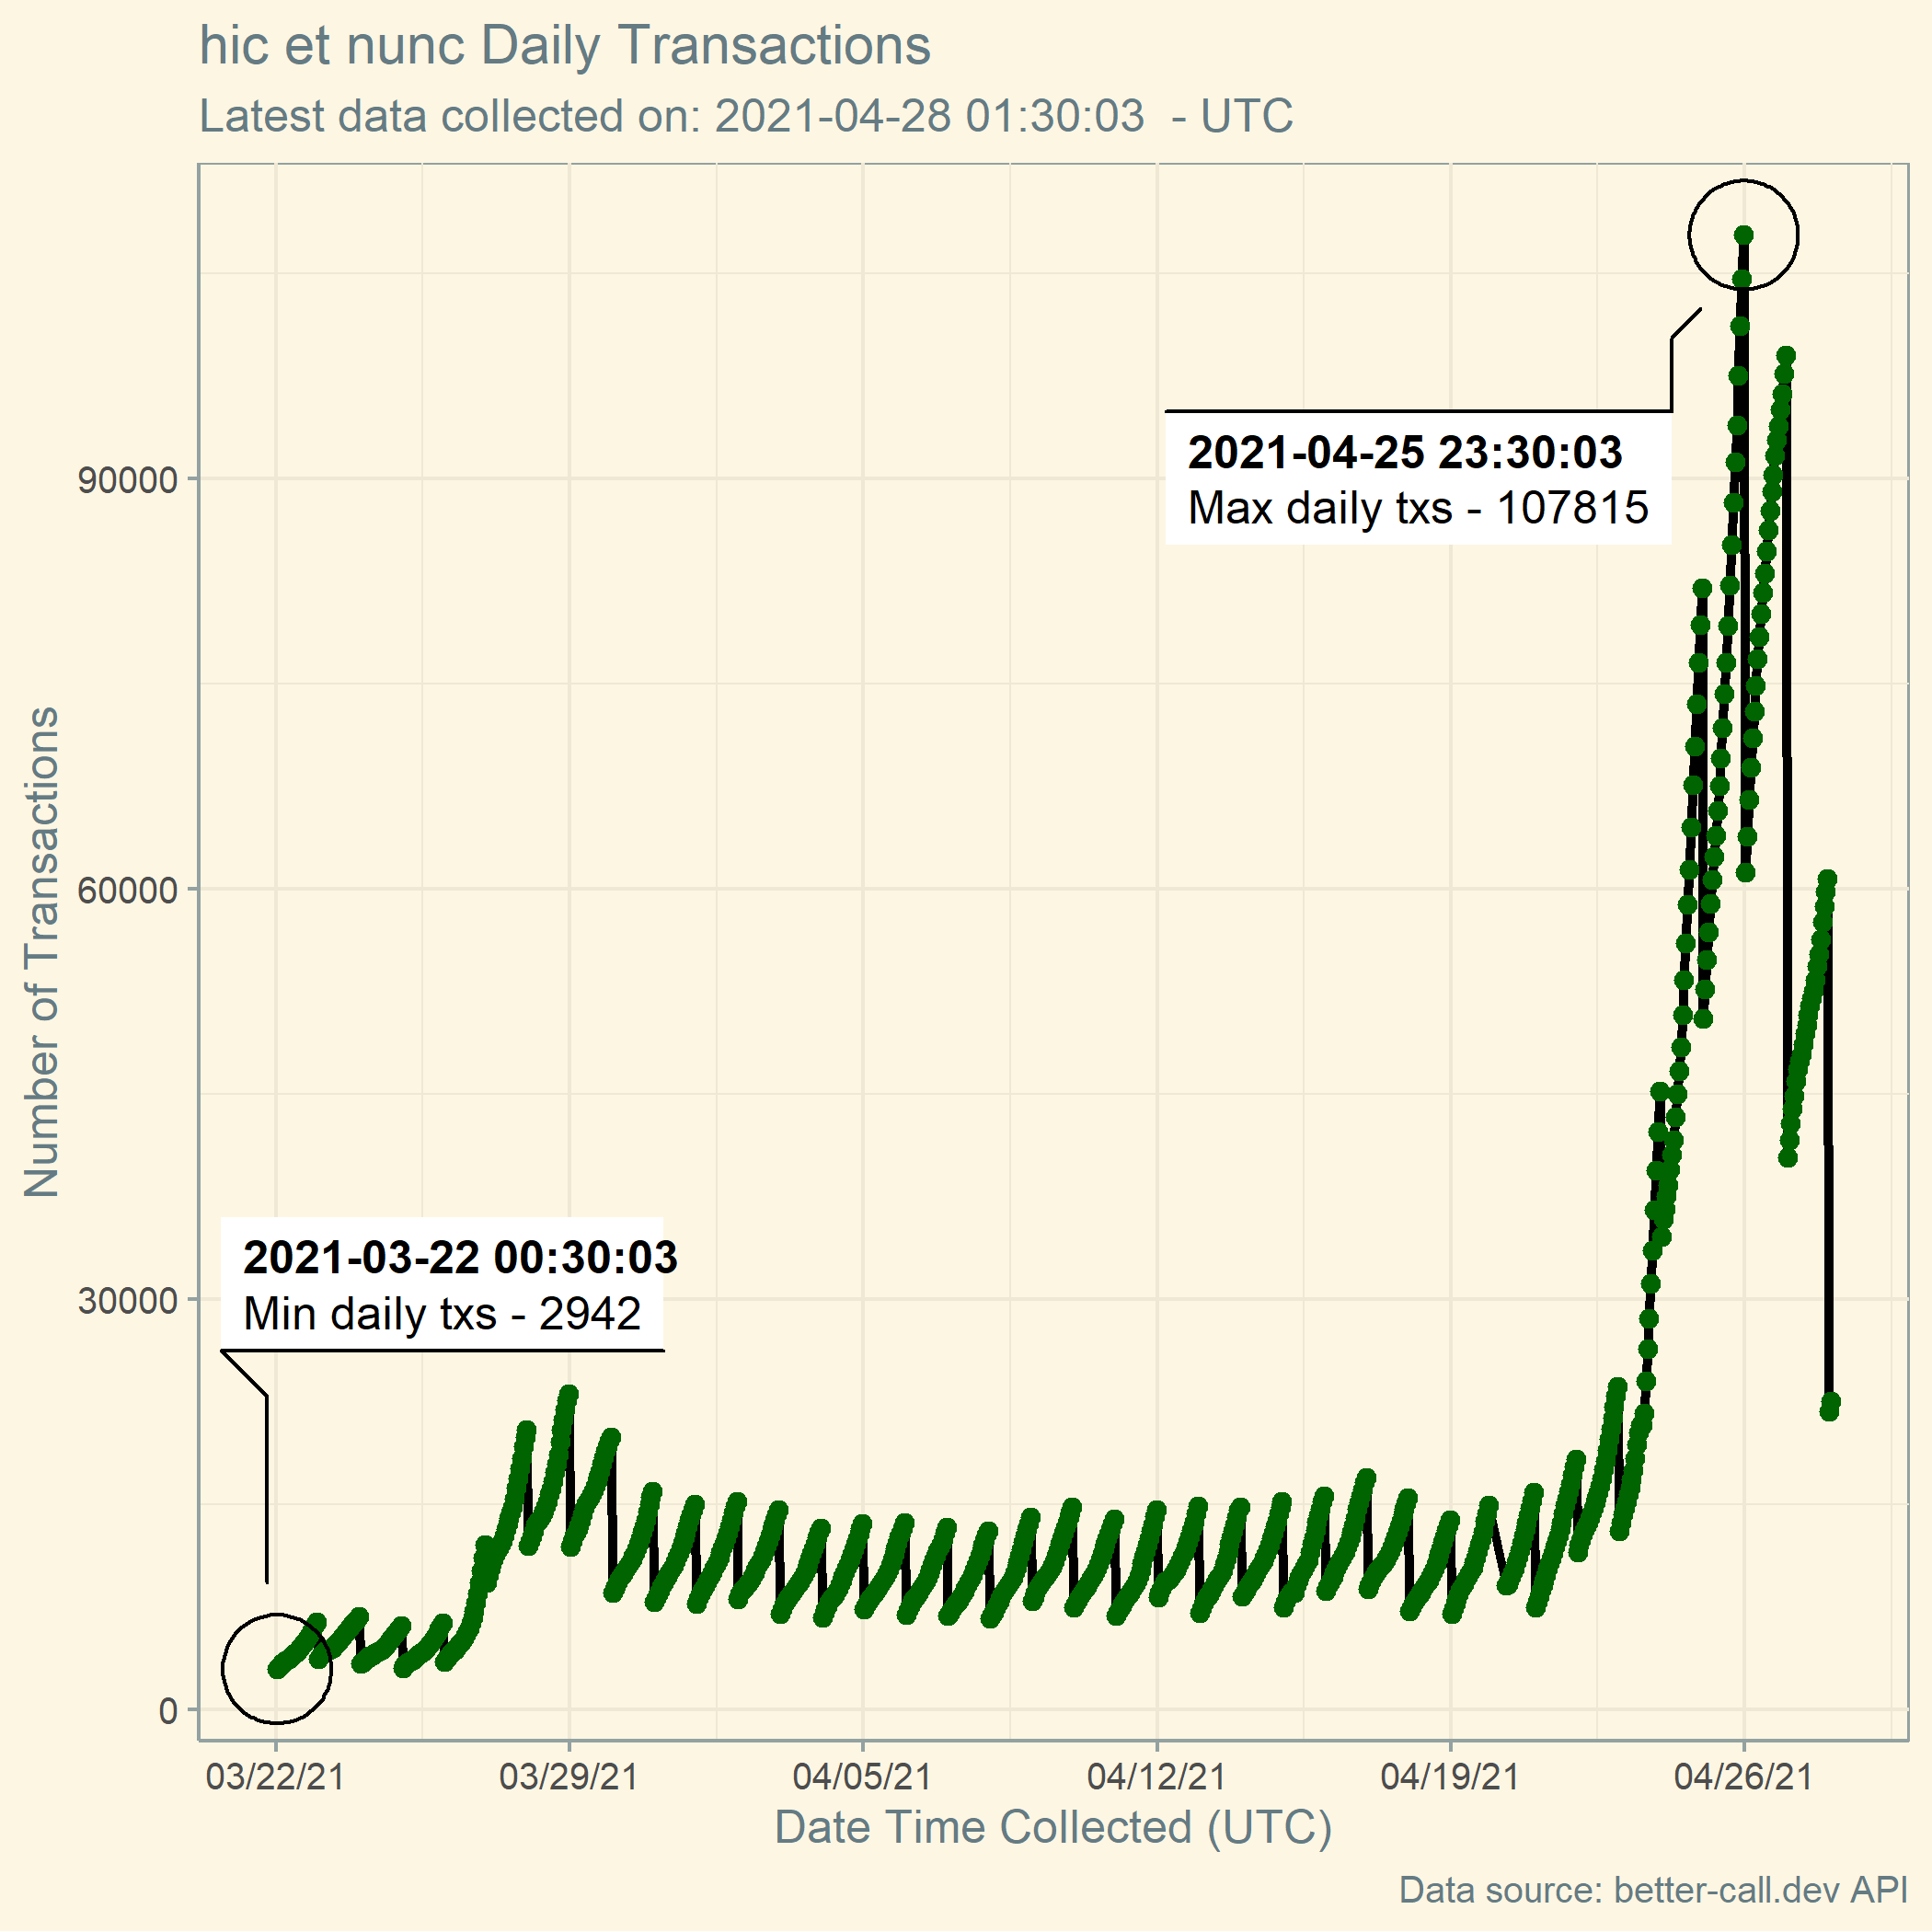 hic et nunc Daily Transactions
Latest data collected on: 2021-04-28 01:30:03  - UTC
2021-04-25 23:30:03
Max daily txs - 107815
2021-03-22 00:30:03
Min daily txs - 2942
Number of Transactions
90000
60000
30000
0
03/22/21 03/29/21 04/05/21 04/12/21 04/19/21 04/26/21
Date Time Collected (UTC)
Data source: better-call.dev API